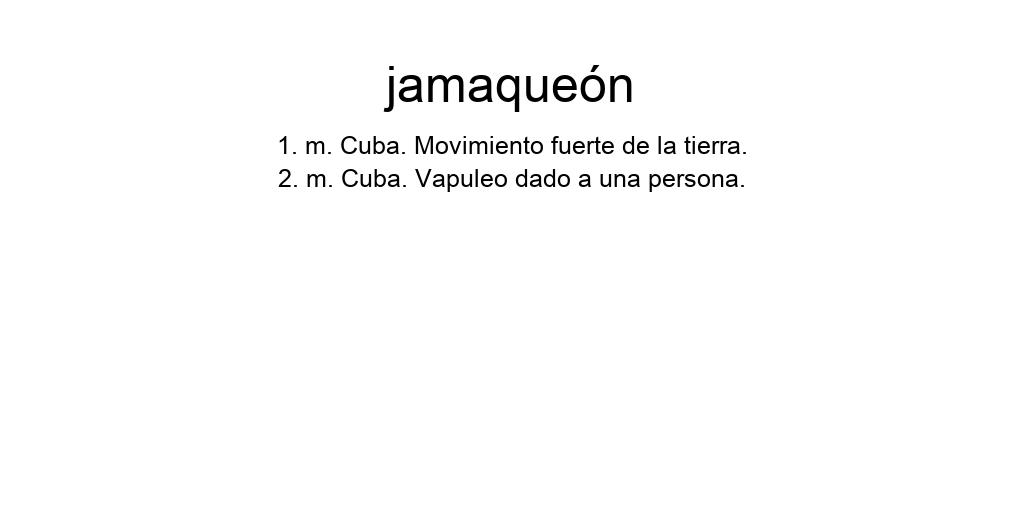 jamaqueón
1. m. Cuba. Movimiento fuerte de la tierra.
2. m. Cuba. Vapuleo dado a una persona.